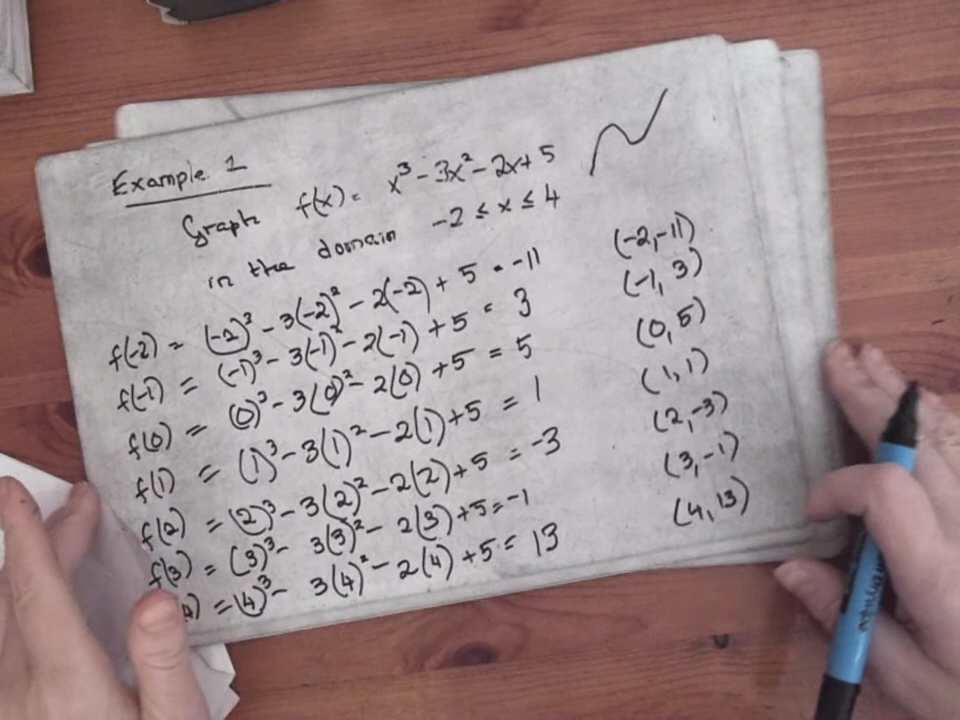 Example 1
Graph f(x) = x³ - 3x² - 2x + 5
in the domain -2 ≤ x ≤ 4
f(-2) = (-2)³ - 3(-2)² - 2(-2) + 5 = -11 (-2,-11)
f(-1) = (-1)³ - 3(-1)² - 2(-1) + 5 = 3 (-1, 3)
f(0) = (0)³ - 3(0)² - 2(0) + 5 = 5 (0, 5)
f(1) = (1)³ - 3(1)² - 2(1) + 5 = 1 (1, 1)
f(2) = (2)³ - 3(2)² - 2(2) + 5 = -3 (2, -3)
f(3) = (3)³ - 3(3)² - 2(3) + 5 = -1 (3, -1)
4) = (4)³ - 3(4)² - 2(4) + 5 = 13 (4, 13)